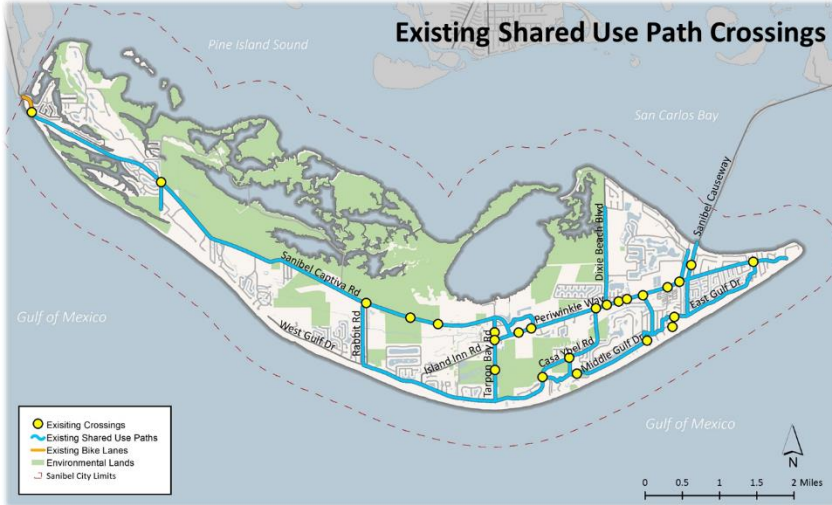 Existing Shared Use Path Crossings
Pine Island Sound
San Carlos Bay
Sanibel Causeway
Dixie Beach Blvd
Sanibel Captiva Rd
Periwinkle Way
East Gulf Dr
Gulf of Mexico
West Gulf Dr
Rabbit Rd
Island Inn Rd
Tarpon Bay Rd
Casa Ybel Rd
Middle Gulf Dr
Gulf of Mexico
Exisiting Crossings
Existing Shared Use Paths
Existing Bike Lanes
Environmental Lands
Sanibel City Limits
N
0 0.5 1 1.5 2 Miles